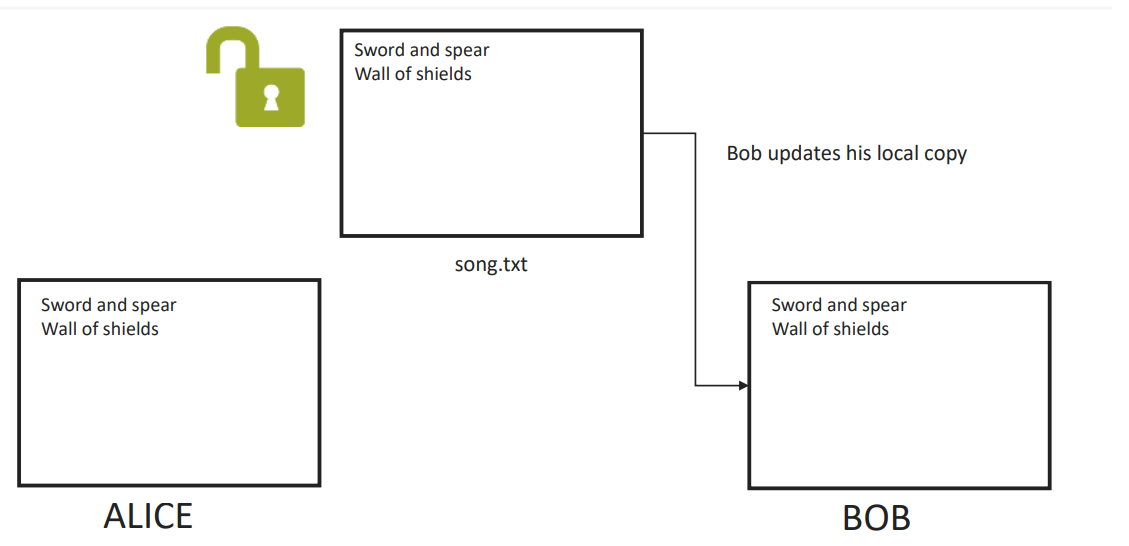 Sword and spear
Wall of shields
Bob updates his local copy
song.txt
Sword and spear
Wall of shields
ALICE
Sword and spear
Wall of shields
BOB